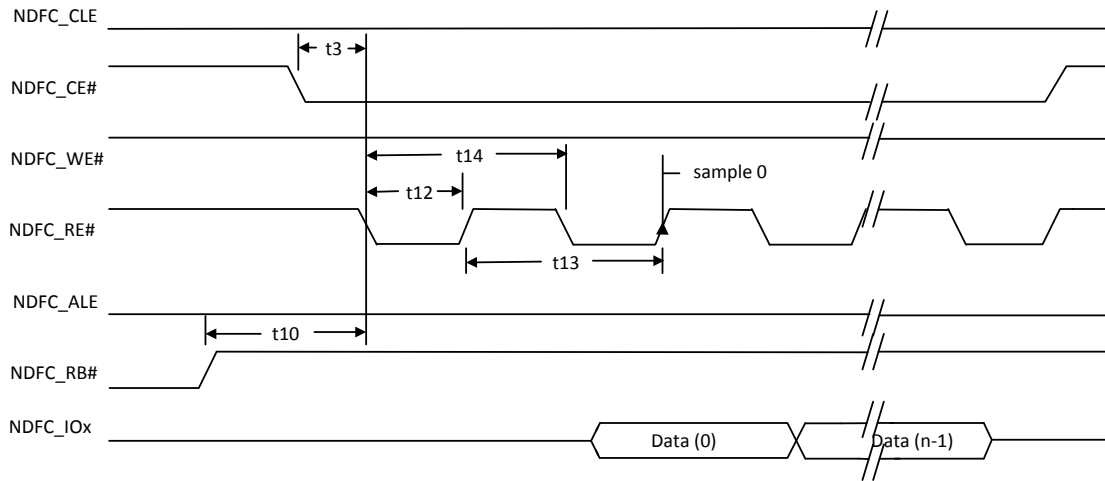 NDFC_CLE
t3
NDFC_CE#
NDFC_WE#
t14
sample 0
t12
NDFC_RE#
t13
NDFC_ALE
t10
NDFC_RB#
NDFC_IOx
Data (0)
Data (n-1)